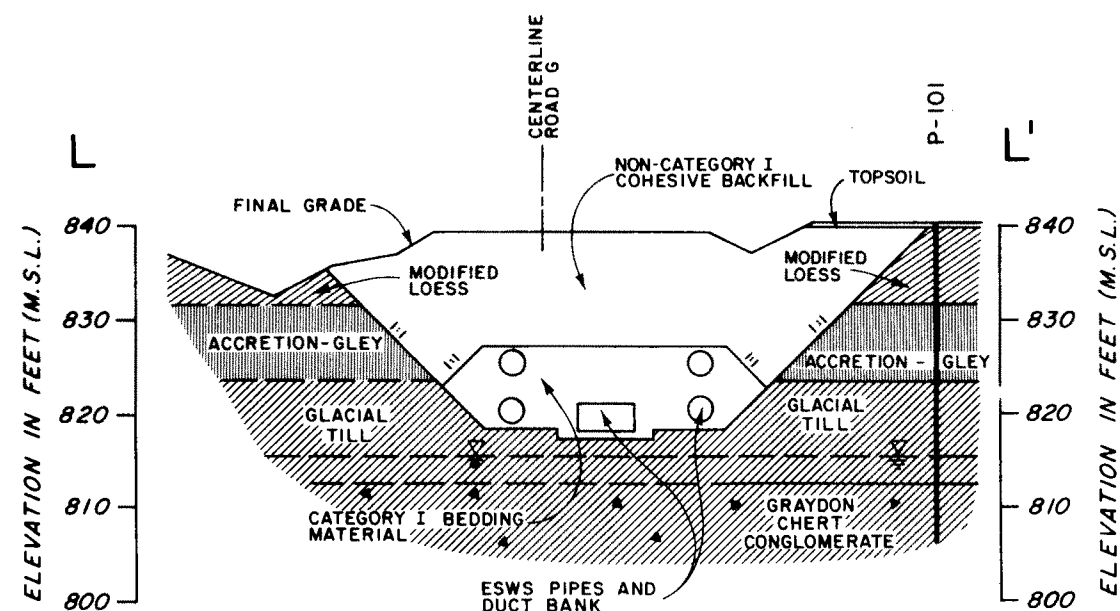 CENTERLINE
ROAD G
P-101
L
L'
NON-CATEGORY I
COHESIVE BACKFILL
TOPSOIL
FINAL GRADE
840
840
MODIFIED
LOESS
MODIFIED
LOESS
1:1
1:1
830
830
ACCRETION-GLEY
ACCRETION - GLEY
1:1
1:1
820
820
GLACIAL
TILL
GLACIAL
TILL
810
810
CATEGORY I BEDDING
MATERIAL
GRAYDON
CHERT
CONGLOMERATE
ESWS PIPES AND
DUCT BANK
800
800
ELEVATION IN FEET (M.S.L.)
ELEVATION IN FEET (M.S.L.)